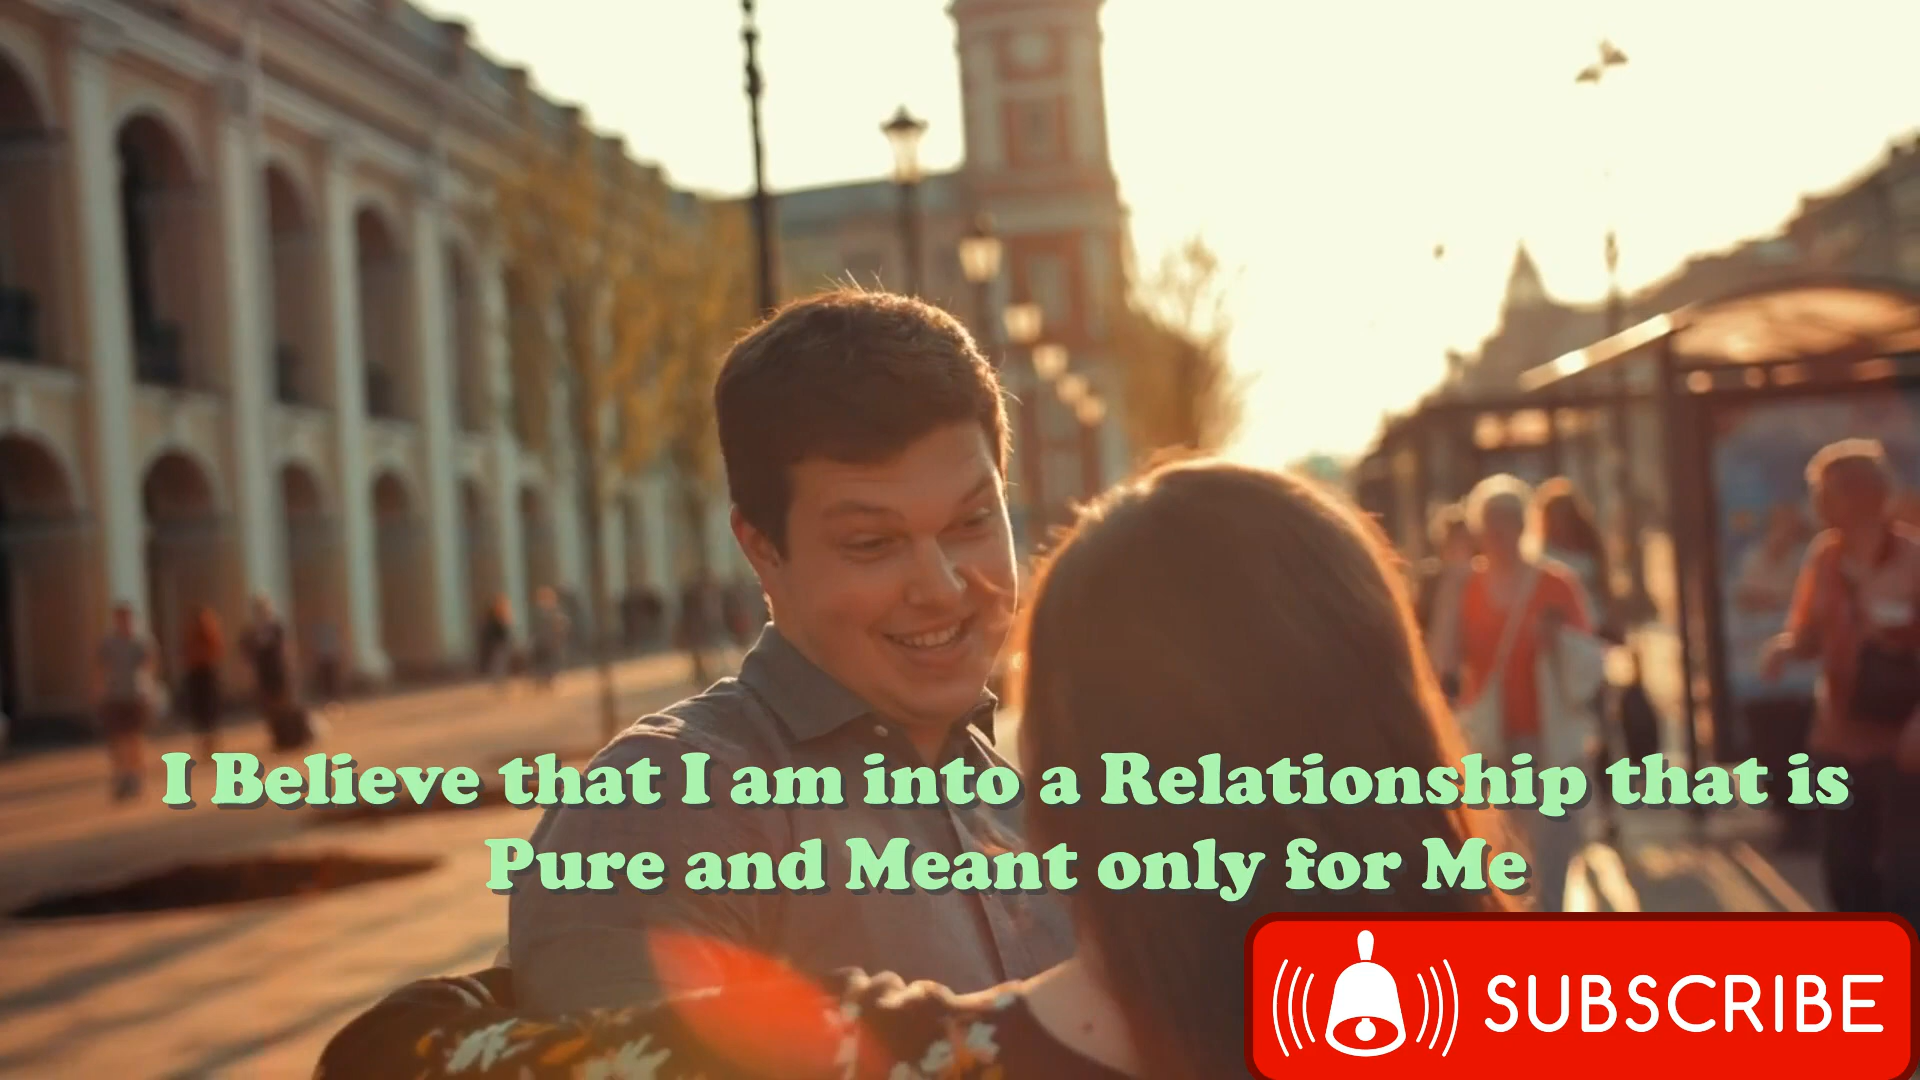 I Believe that I am into a Relationship that is
Pure and Meant only for Me
SUBSCRIBE